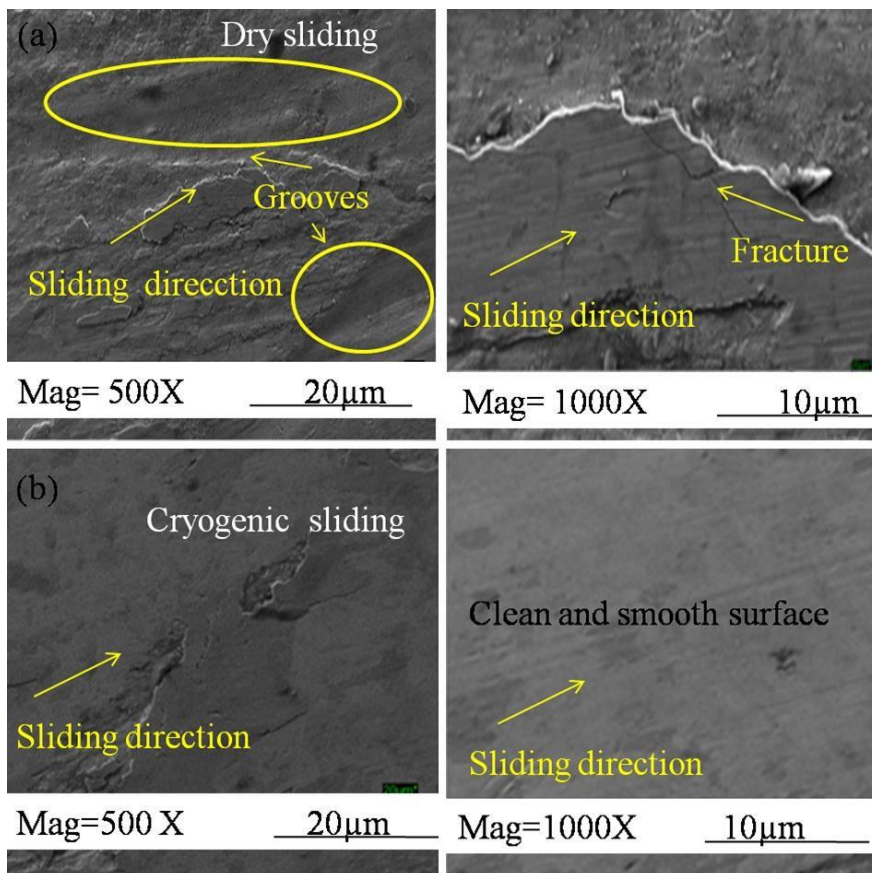 (a)
Dry sliding
Grooves
Sliding direcction
Mag= 500X
20µm
Fracture
Sliding direction
Mag= 1000X
10µm
(b)
Cryogenic sliding
Sliding direction
Mag=500 X
20µm
Clean and smooth surface
Sliding direction
Mag=1000X
10µm